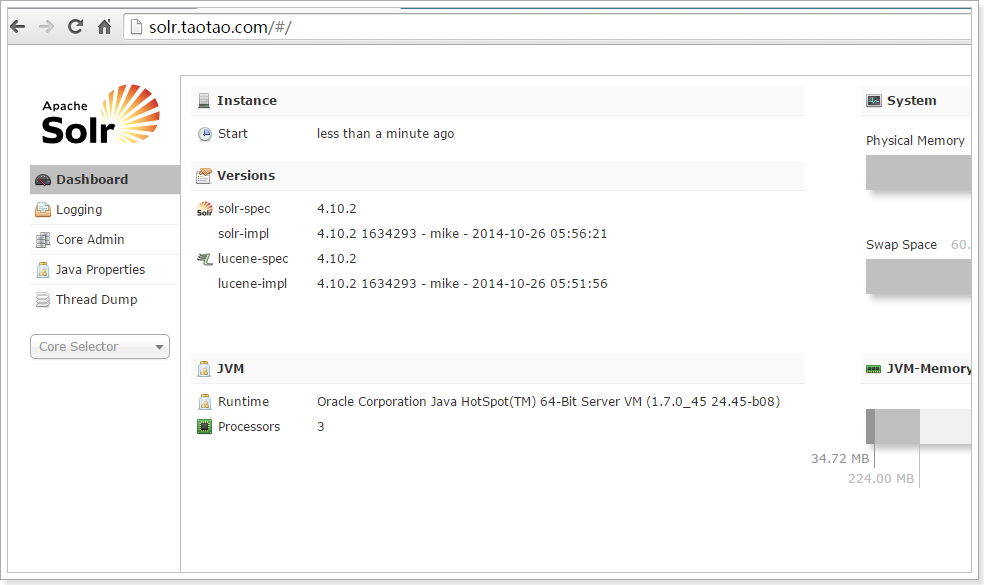 solr.taotao.com/#/
Apache
Solr
Dashboard
Logging
Core Admin
Java Properties
Thread Dump
Core Selector
Instance
Start less than a minute ago
Versions
Solr solr-spec 4.10.2
solr-impl 4.10.2 1634293 - mike - 2014-10-26 05:56:21
lucene-spec 4.10.2
lucene-impl 4.10.2 1634293 - mike - 2014-10-26 05:51:56
JVM
Runtime Oracle Corporation Java HotSpot(TM) 64-Bit Server VM (1.7.0_45 24.45-b08)
Processors 3
System
Physical Memory
Swap Space 60.
JVM-Memory
34.72 MB
224.00 MB